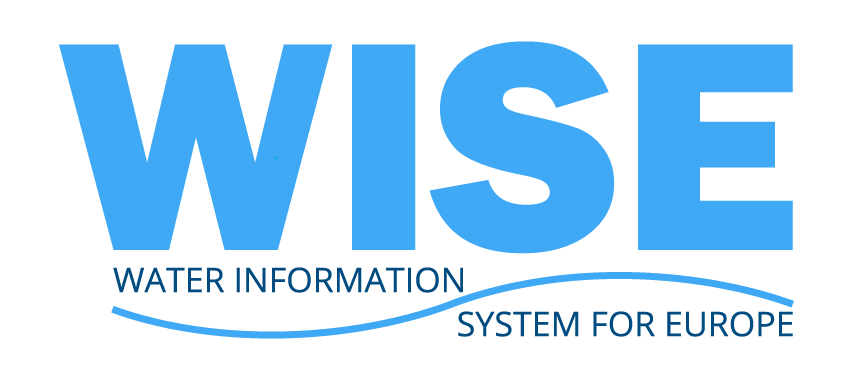 WISE
WATER INFORMATION
SYSTEM FOR EUROPE